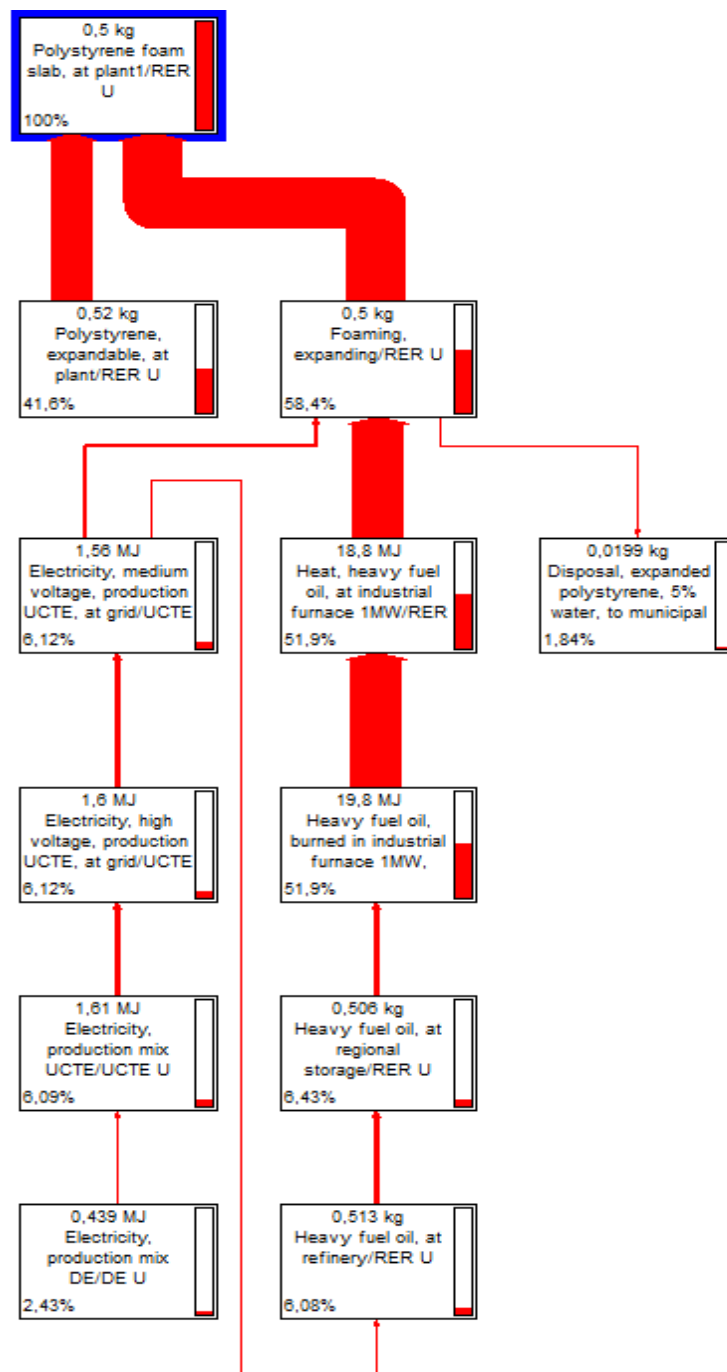 0,5 kg
Polystyrene foam
slab, at plant1/RER
U
100%
0,52 kg
Polystyrene,
expandable, at
plant/RER U
41,6%
0,5 kg
Foaming,
expanding/RER U
58,4%
1,56 MJ
Electricity, medium
voltage, production
UCTE, at grid/UCTE
6,12%
18,8 MJ
Heat, heavy fuel
oil, at industrial
furnace 1MW/RER
51,9%
0,0199 kg
Disposal, expanded
polystyrene, 5%
water, to municipal
1,84%
1,6 MJ
Electricity, high
voltage, production
UCTE, at grid/UCTE
6,12%
19,8 MJ
Heavy fuel oil,
burned in industrial
furnace 1MW,
51,9%
1,61 MJ
Electricity,
production mix
UCTE/UCTE U
6,09%
0,506 kg
Heavy fuel oil, at
regional
storage/RER U
6,43%
0,439 MJ
Electricity,
production mix
DE/DE U
2,43%
0,513 kg
Heavy fuel oil, at
refinery/RER U
6,08%